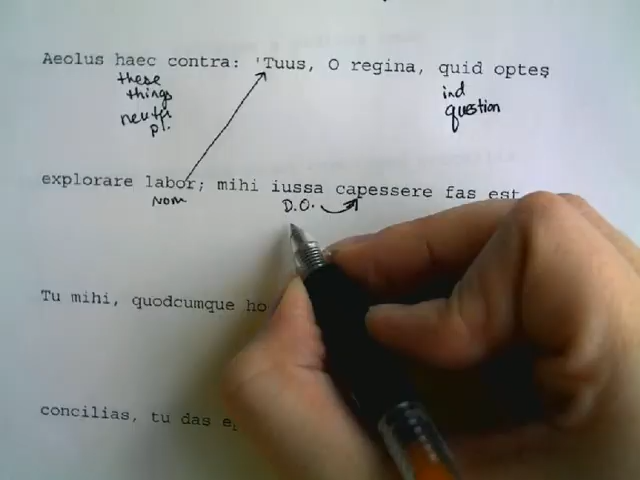 Aeolus haec contra: 'Tuus, O regina, quid optes
these
things
neuter
pl.
ind
question
explorare labor; mihi iussa capessere fas est
nom
D.O.
Tu mihi, quodcumque ho
concilias, tu das e